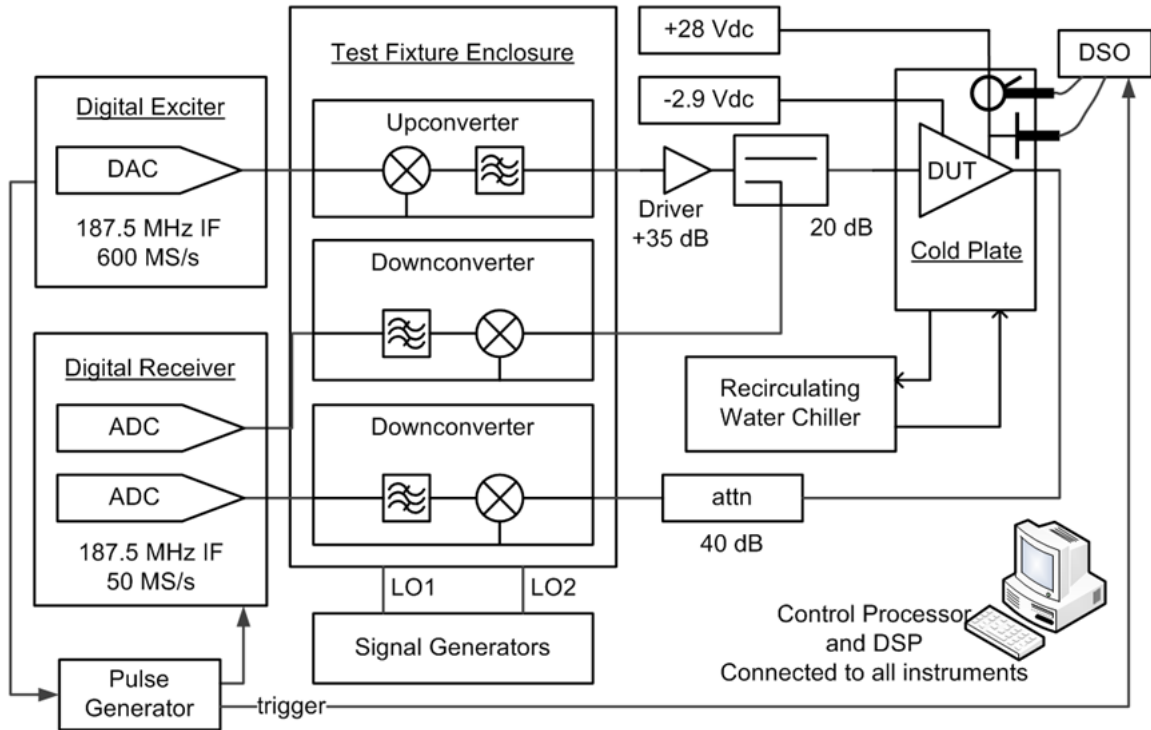 Digital Exciter
DAC
187.5 MHz IF
600 MS/s
Test Fixture Enclosure
Upconverter
Downconverter
Downconverter
Digital Receiver
ADC
ADC
187.5 MHz IF
50 MS/s
LO1
LO2
Signal Generators
Pulse
Generator
trigger
Driver
+35 dB
20 dB
+28 Vdc
-2.9 Vdc
DSO
DUT
Cold Plate
Recirculating
Water Chiller
attn
40 dB
Control Processor
and DSP
Connected to all instruments